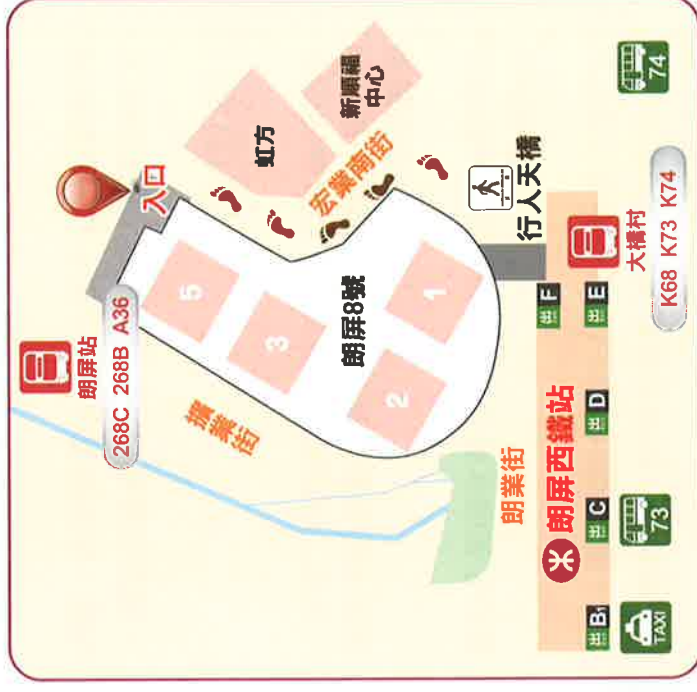 朗屏站
268C 268B A36
入口
虹方
新順福
中心
宏業南街
擴業街
5
3
朗屏8號
1
2
行人天橋
74
朗業街
朗屏西鐵站
出 F
出 B1
出 C
出 D
出 E
TAXI
73
大橋村
K68 K73 K74